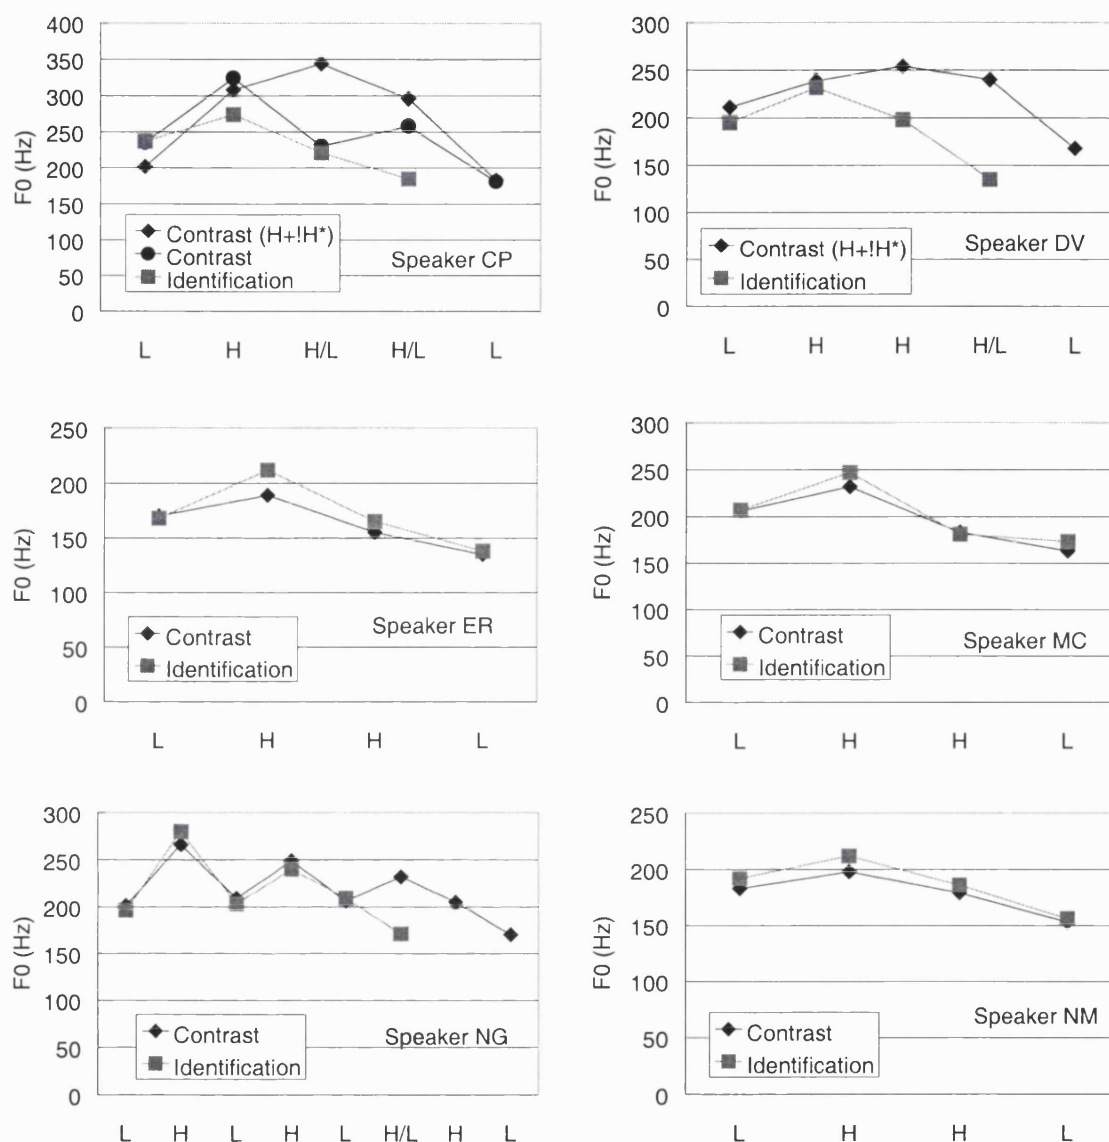 400
350
300
250
200
150
100
50
0
F0 (Hz)
Contrast (H+!H*)
Contrast
Identification
Speaker CP
L H H/L H/L L
300
250
200
150
100
50
0
F0 (Hz)
Contrast (H+!H*)
Identification
Speaker DV
L H H H/L L
250
200
150
100
50
0
F0 (Hz)
Contrast
Identification
Speaker ER
L H H L
300
250
200
150
100
50
0
F0 (Hz)
Contrast
Identification
Speaker MC
L H H L
300
250
200
150
100
50
0
F0 (Hz)
Contrast
Identification
Speaker NG
L H L H L H/L H L
250
200
150
100
50
0
F0 (Hz)
Contrast
Identification
Speaker NM
L H H L